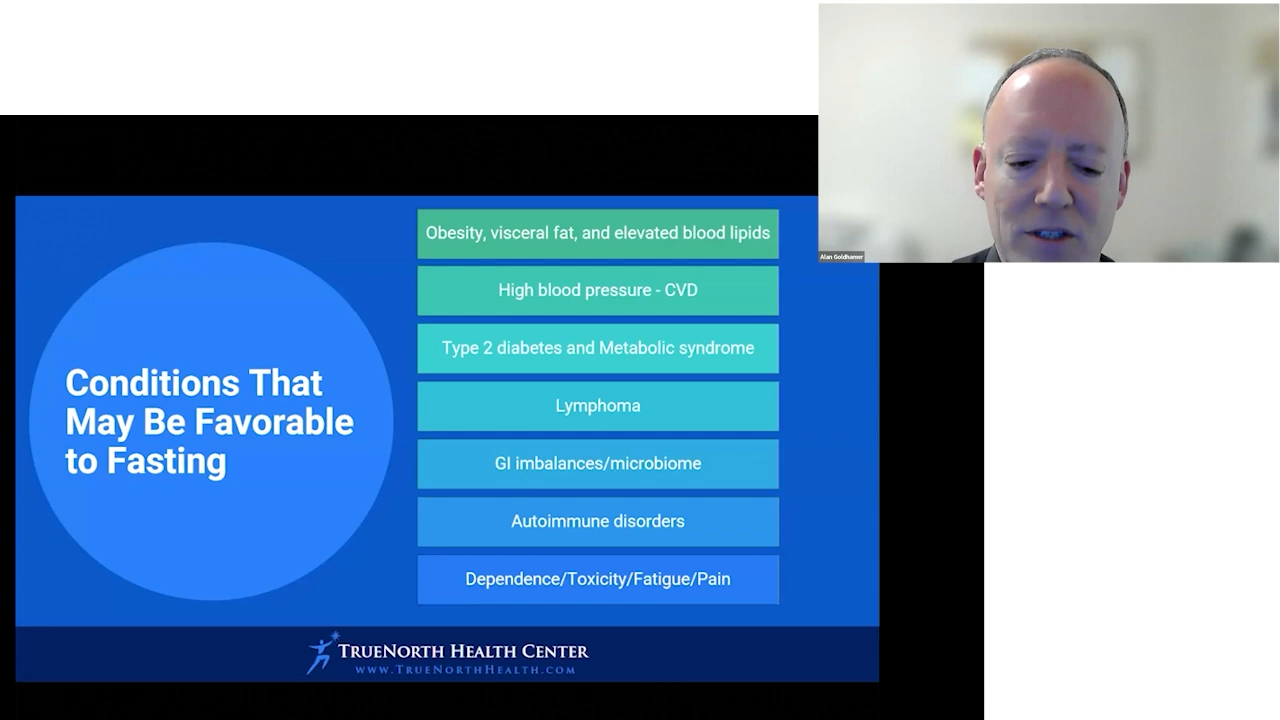 Alan Goldhamer
Conditions That
May Be Favorable
to Fasting
Obesity, visceral fat, and elevated blood lipids
High blood pressure - CVD
Type 2 diabetes and Metabolic syndrome
Lymphoma
GI imbalances/microbiome
Autoimmune disorders
Dependence/Toxicity/Fatigue/Pain
TrueNorth Health Center
www.TrueNorthHealth.com